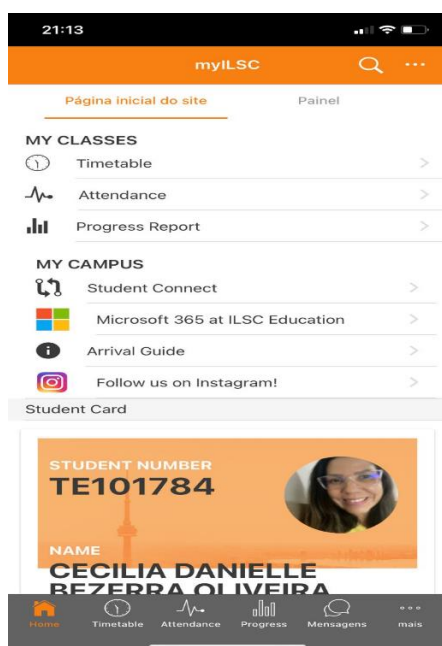 21:13
myILSC
Página inicial do site
Painel
MY CLASSES
Timetable
Attendance
Progress Report
MY CAMPUS
Student Connect
Microsoft 365 at ILSC Education
Arrival Guide
Follow us on Instagram!
Student Card
STUDENT NUMBER
TE101784
NAME
CECILIA DANIELLE
BEZERRA OLIVEIRA
Home Timetable Attendance Progress Mensagens mais